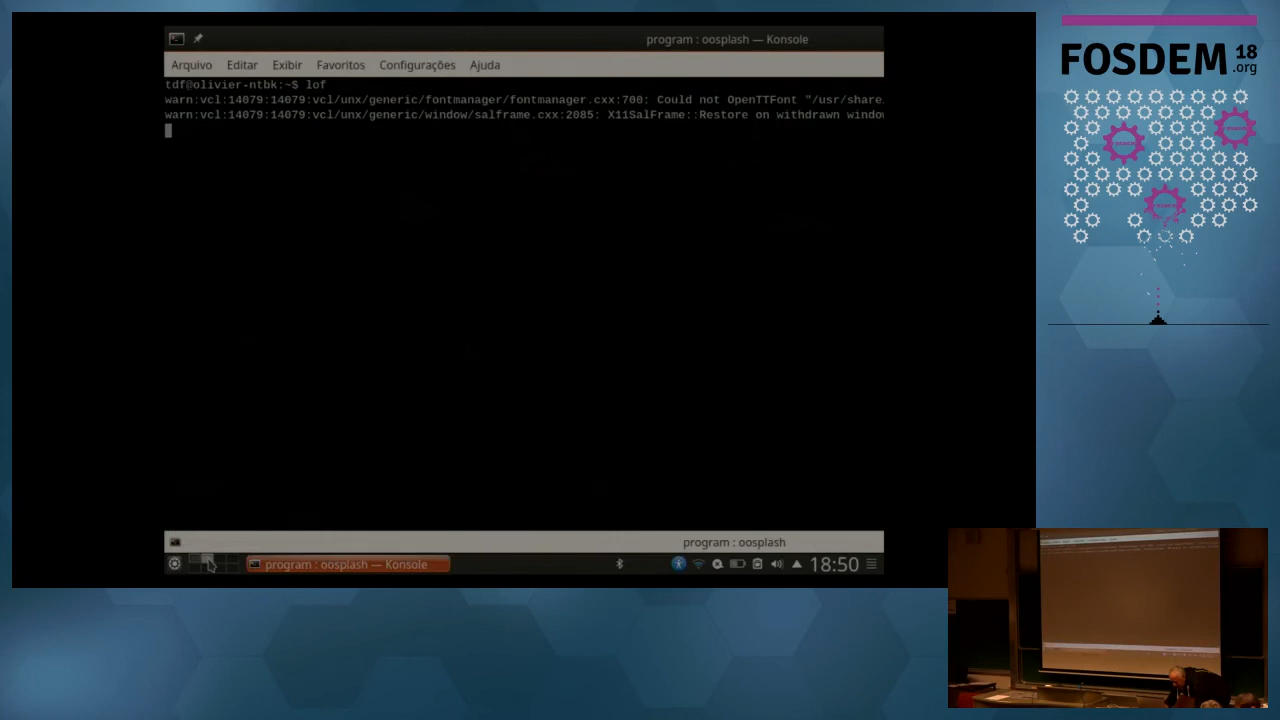 program : oosplash — Konsole
Arquivo Editar Exibir Favoritos Configurações Ajuda
tdf@olivier-ntbk:~$ lof
warn:vcl:14079:14079:vcl/unx/generic/fontmanager/fontmanager.cxx:700: Could not OpenTTFont "/usr/share
warn:vcl:14079:14079:vcl/unx/generic/window/salframe.cxx:2085: X11SalFrame::Restore on withdrawn windo
program : oosplash
program : oosplash — Konsole
18:50
FOSDEM 18
.org